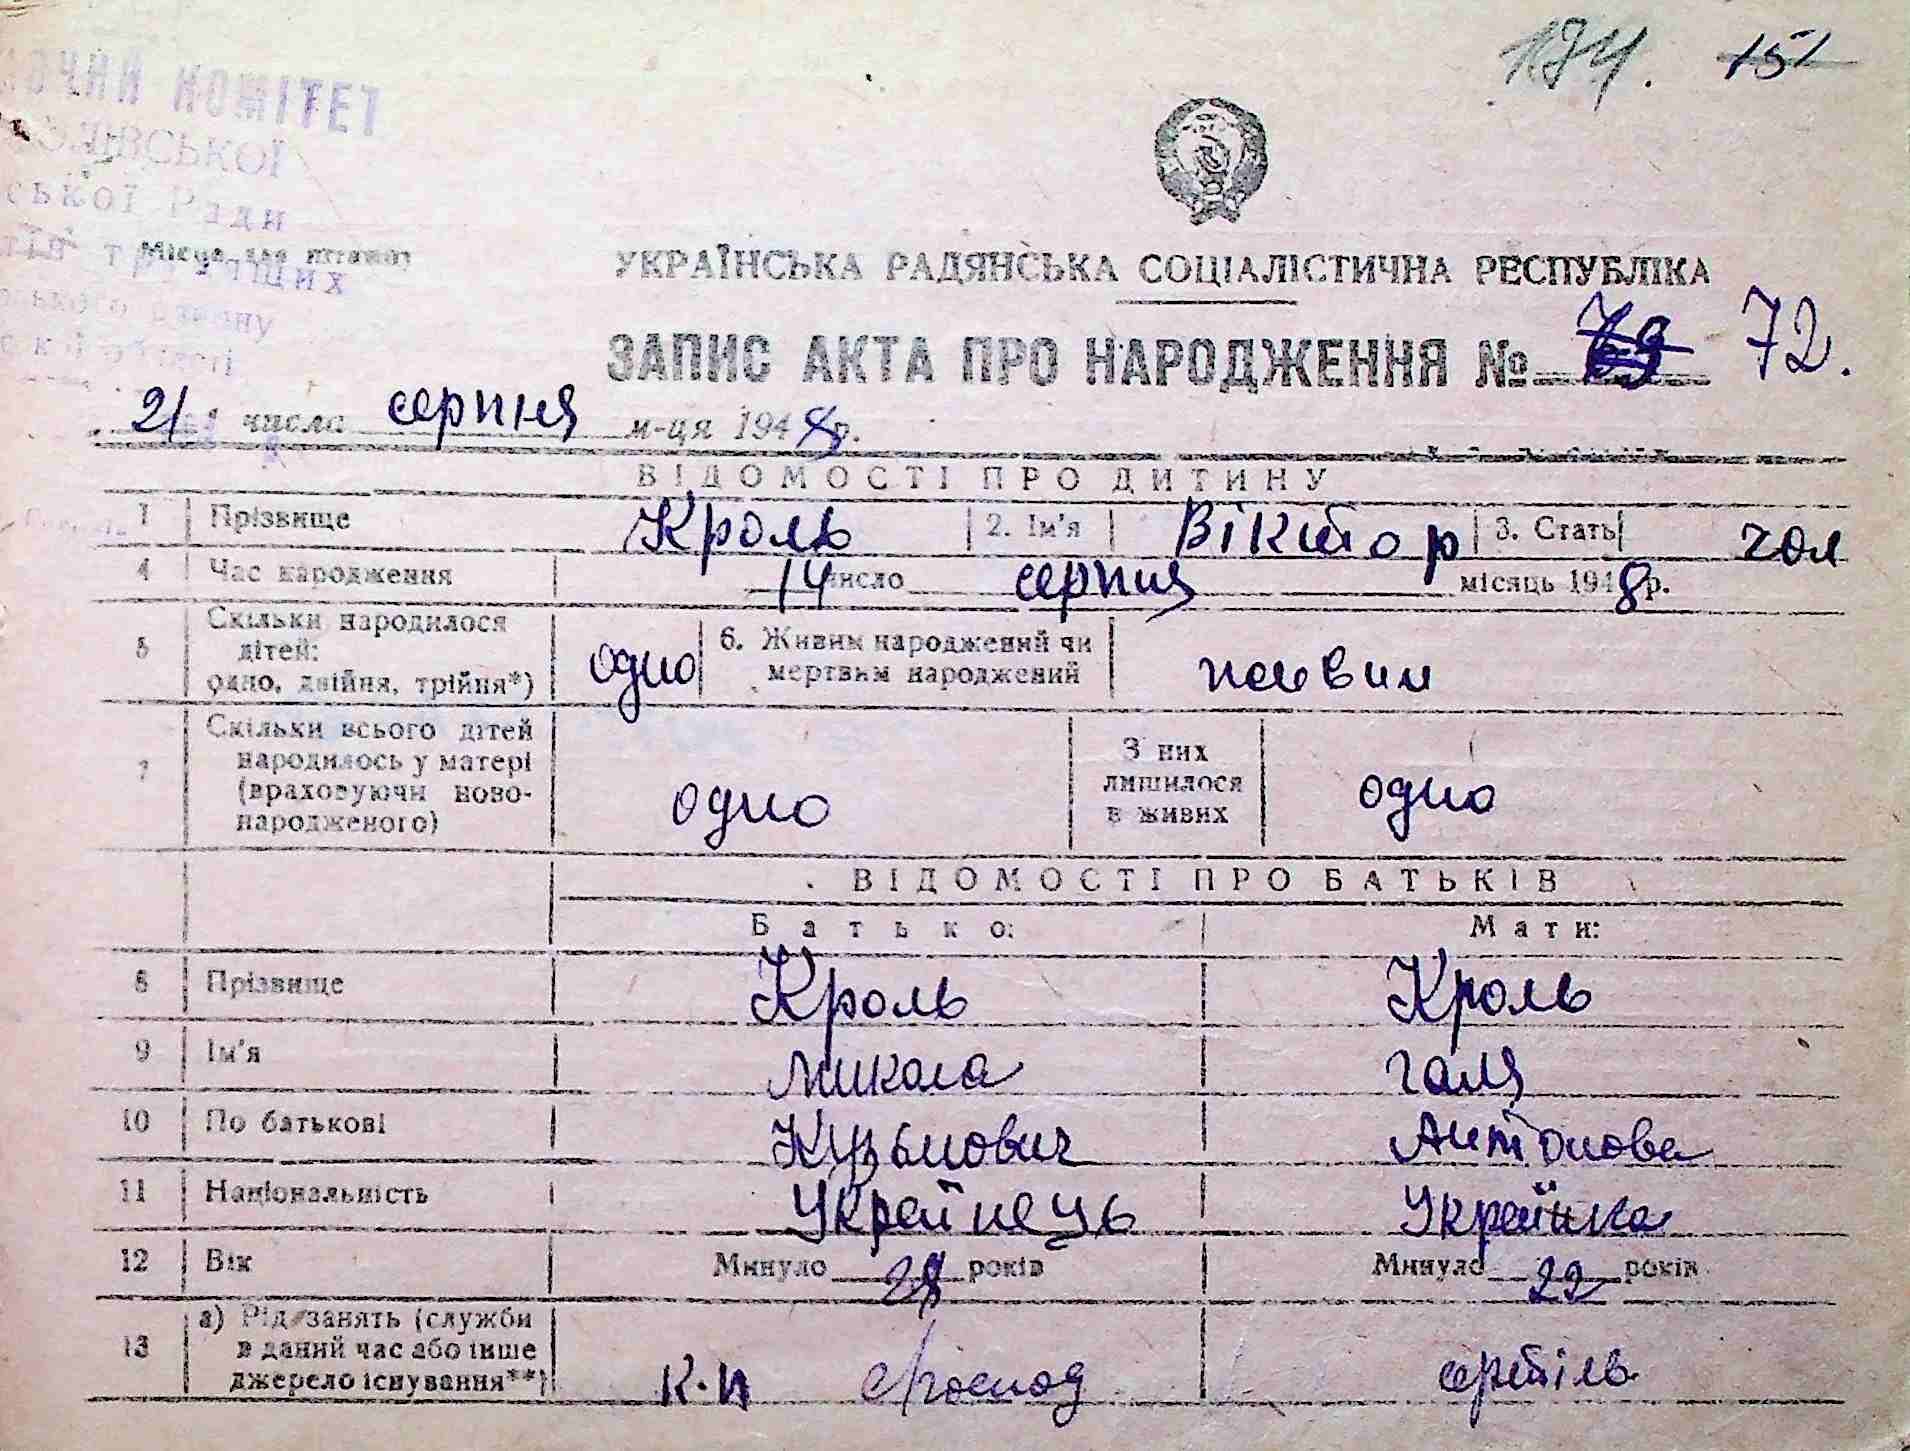 174. 151
КОМІТЕТ
Ради
Місце для штампу
УКРАЇНСЬКА РАДЯНСЬКА СОЦІАЛІСТИЧНА РЕСПУБЛІКА
ЗАПИС АКТА ПРО НАРОДЖЕННЯ № 72.
21 числа серпня м-ця 1948 р.
ВІДОМОСТІ ПРО ДИТИНУ
1 Прізвище Кроль 2. Ім'я Віктор 3. Стать чол
4 Час народження 14 число серпня місяць 1948 р.
5 Скільки народилося дітей: одно, двійня, трійня*) одно 6. Живим народжений чи мертвим народжений живим
7 Скільки всього дітей народилось у матері (враховуючи новонародженого) одно З них лишилося в живих одно
ВІДОМОСТІ ПРО БАТЬКІВ
Батько: Мати:
8 Прізвище Кроль Кроль
9 Ім'я Микола Галя
10 По батькові Кузьмович Антонова
11 Національність Українець Українка
12 Вік Минуло 28 років Минуло 22 років
13 а) Рід занять (служби в даний час або інше джерело існування**)